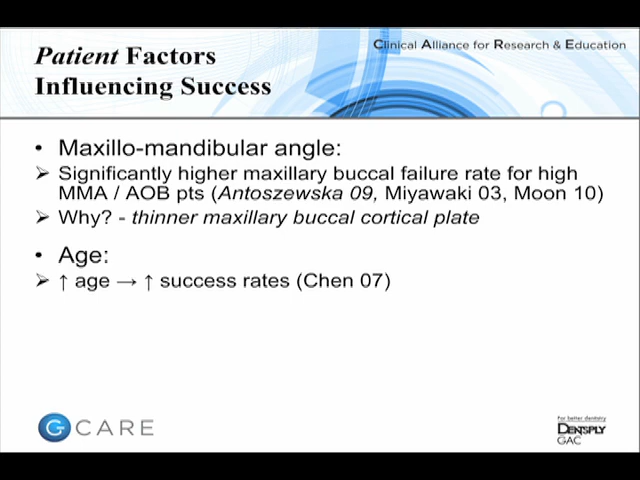 Clinical Alliance for Research & Education
Patient Factors
Influencing Success
• Maxillo-mandibular angle:
➢ Significantly higher maxillary buccal failure rate for high
MMA / AOB pts (Antoszewska 09, Miyawaki 03, Moon 10)
➢ Why? - thinner maxillary buccal cortical plate
• Age:
➢ ↑ age → ↑ success rates (Chen 07)
G CARE
For better dentistry
DENTSPLY
GAC